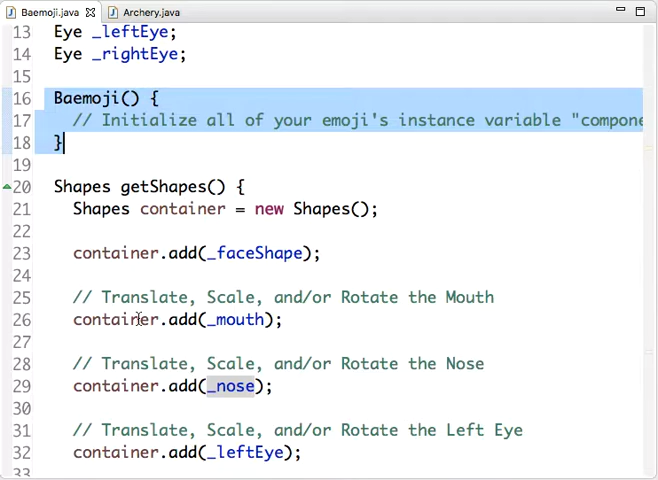 Baemoji.java Archery.java
13 Eye _leftEye;
14 Eye _rightEye;
15
16 Baemoji() {
17 // Initialize all of your emoji's instance variable "compone
18 }
19
20 Shapes getShapes() {
21 Shapes container = new Shapes();
22
23 container.add(_faceShape);
24
25 // Translate, Scale, and/or Rotate the Mouth
26 container.add(_mouth);
27
28 // Translate, Scale, and/or Rotate the Nose
29 container.add(_nose);
30
31 // Translate, Scale, and/or Rotate the Left Eye
32 container.add(_leftEye);
33